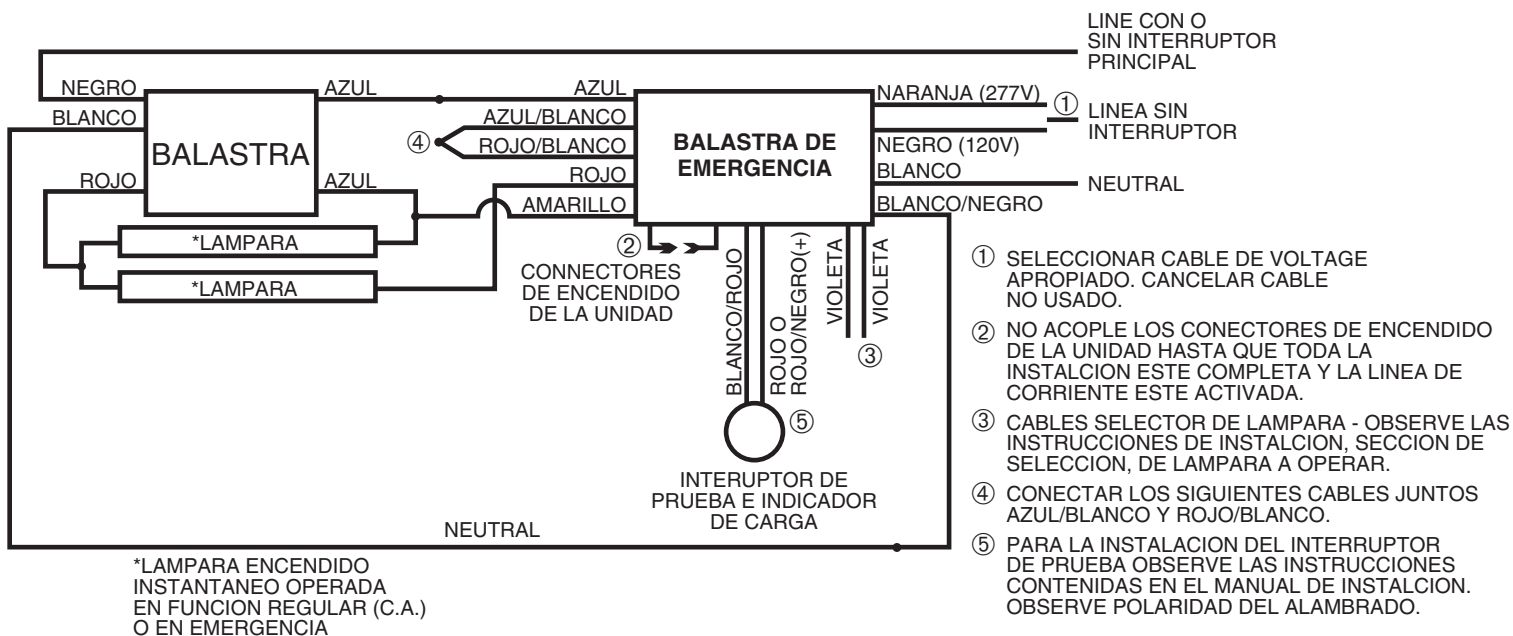 LINE CON O
SIN INTERRUPTOR
PRINCIPAL
NEGRO
BLANCO
ROJO
BALASTRA
AZUL
AZUL
AZUL
AZUL/BLANCO
④
ROJO/BLANCO
ROJO
AMARILLO
BALASTRA DE
EMERGENCIA
NARANJA (277V)
① LINEA SIN
INTERRUPTOR
NEGRO (120V)
BLANCO
NEUTRAL
BLANCO/NEGRO
*LAMPARA
*LAMPARA
②
CONNECTORES
DE ENCENDIDO
DE LA UNIDAD
BLANCO/ROJO
ROJO O
ROJO/NEGRO(+)
VIOLETA
VIOLETA
③
⑤
INTERUPTOR DE
PRUEBA E INDICADOR
DE CARGA
NEUTRAL
*LAMPARA ENCENDIDO
INSTANTANEO OPERADA
EN FUNCION REGULAR (C.A.)
O EN EMERGENCIA
① SELECCIONAR CABLE DE VOLTAGE
APROPIADO. CANCELAR CABLE
NO USADO.
② NO ACOPLE LOS CONECTORES DE ENCENDIDO
DE LA UNIDAD HASTA QUE TODA LA
INSTALCION ESTE COMPLETA Y LA LINEA DE
CORRIENTE ESTE ACTIVADA.
③ CABLES SELECTOR DE LAMPARA - OBSERVE LAS
INSTRUCCIONES DE INSTALCION, SECCION DE
SELECCION, DE LAMPARA A OPERAR.
④ CONECTAR LOS SIGUIENTES CABLES JUNTOS
AZUL/BLANCO Y ROJO/BLANCO.
⑤ PARA LA INSTALACION DEL INTERRUPTOR
DE PRUEBA OBSERVE LAS INSTRUCCIONES
CONTENIDAS EN EL MANUAL DE INSTALCION.
OBSERVE POLARIDAD DEL ALAMBRADO.